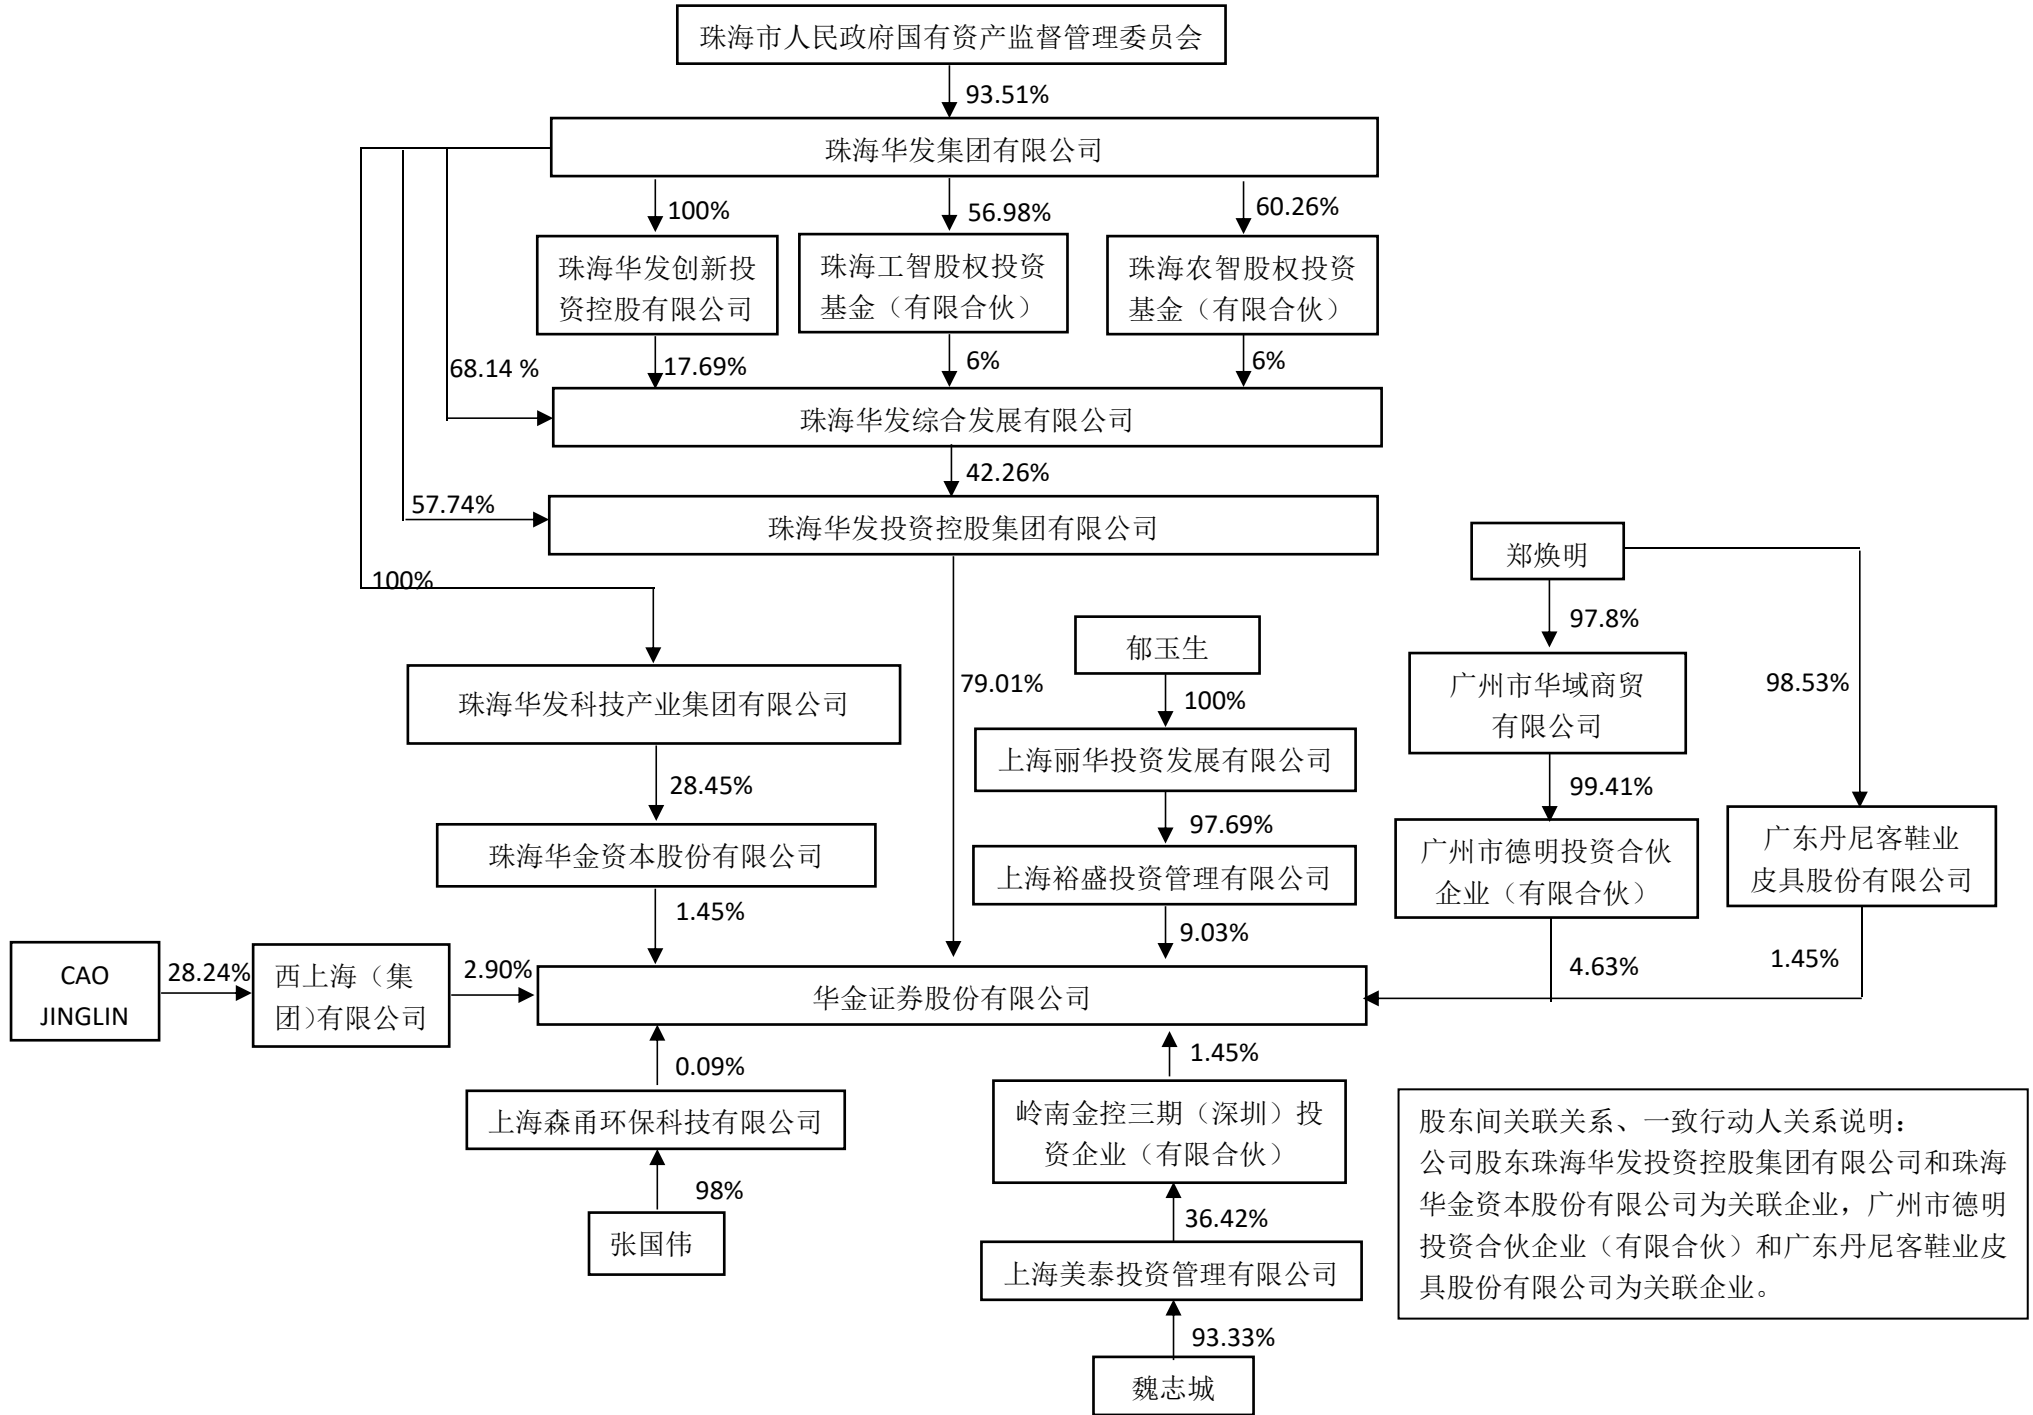 珠海市人民政府国有资产监督管理委员会
93.51%
珠海华发集团有限公司
100%
56.98%
60.26%
珠海华发创新投
资控股有限公司
珠海工智股权投资
基金（有限合伙）
珠海农智股权投资
基金（有限合伙）
68.14 %
17.69%
6%
6%
珠海华发综合发展有限公司
42.26%
57.74%
珠海华发投资控股集团有限公司
郑焕明
100%
97.8%
郁玉生
79.01%
98.53%
珠海华发科技产业集团有限公司
100%
广州市华域商贸
有限公司
上海丽华投资发展有限公司
28.45%
99.41%
97.69%
珠海华金资本股份有限公司
上海裕盛投资管理有限公司
广州市德明投资合伙
企业（有限合伙）
广东丹尼客鞋业
皮具股份有限公司
1.45%
9.03%
4.63%
1.45%
CAO
JINGLIN
28.24%
西上海（集
团）有限公司
2.90%
华金证券股份有限公司
0.09%
1.45%
上海森甬环保科技有限公司
岭南金控三期（深圳）投
资企业（有限合伙）
98%
36.42%
张国伟
上海美泰投资管理有限公司
93.33%
魏志城
股东间关联关系、一致行动人关系说明：
公司股东珠海华发投资控股集团有限公司和珠海
华金资本股份有限公司为关联企业，广州市德明
投资合伙企业（有限合伙）和广东丹尼客鞋业皮
具股份有限公司为关联企业。